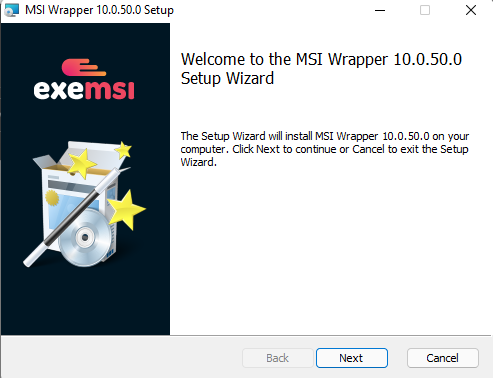 MSI Wrapper 10.0.50.0 Setup
exemsi
Welcome to the MSI Wrapper 10.0.50.0
Setup Wizard
The Setup Wizard will install MSI Wrapper 10.0.50.0 on your
computer. Click Next to continue or Cancel to exit the Setup
Wizard.
Back
Next
Cancel